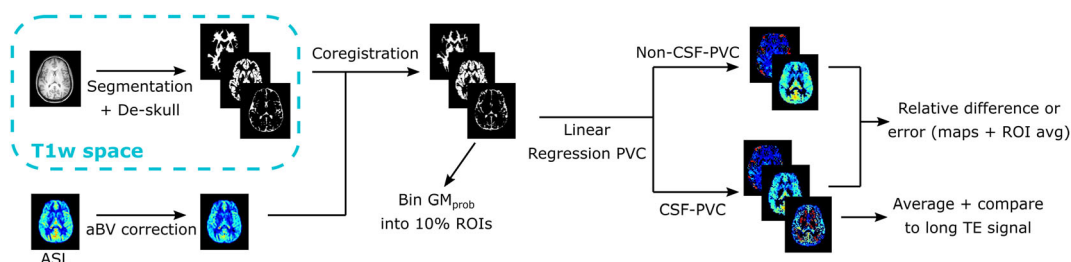 Segmentation
+ De-skull
T1w space
Coregistration
ASL
aBV correction
Bin GMprob
into 10% ROIs
Linear
Regression PVC
Non-CSF-PVC
CSF-PVC
Relative difference or
error (maps + ROI avg)
Average + compare
to long TE signal